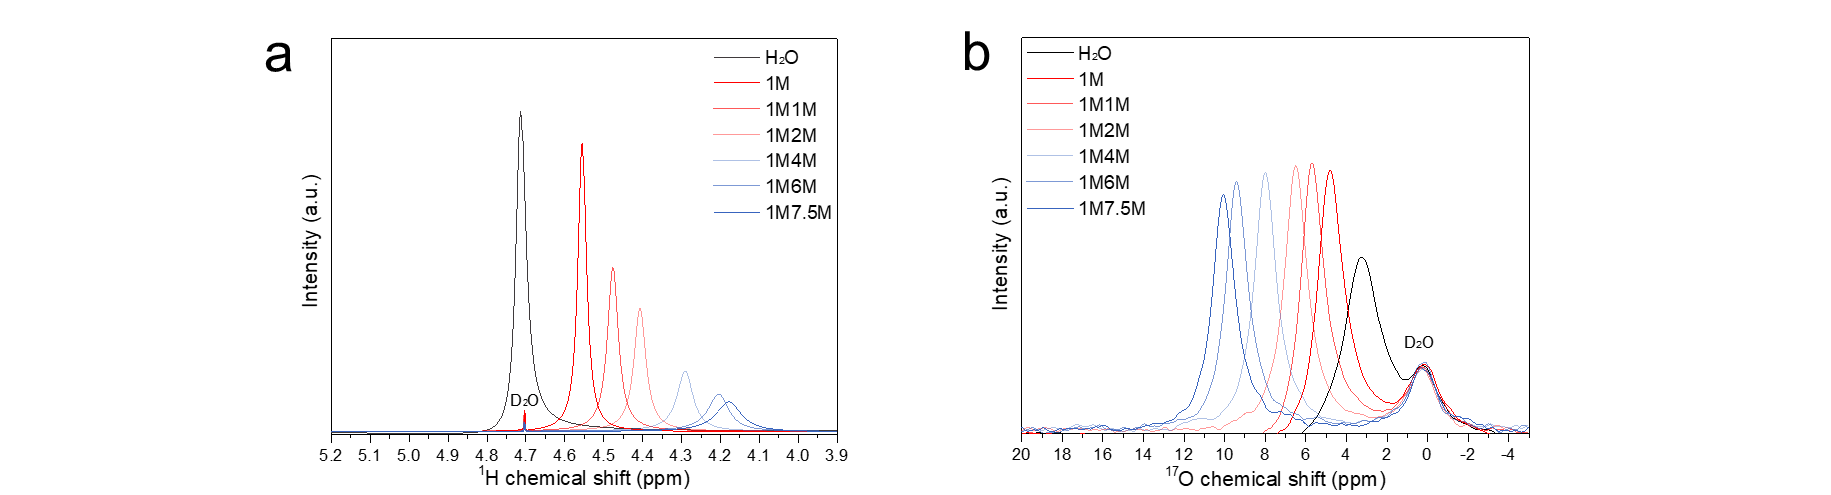 a
H₂O
1M
1M1M
1M2M
1M4M
1M6M
1M7.5M
D₂O
Intensity (a.u.)
5.2 5.1 5.0 4.9 4.8 4.7 4.6 4.5 4.4 4.3 4.2 4.1 4.0 3.9
¹H chemical shift (ppm)
b
H₂O
1M
1M1M
1M2M
1M4M
1M6M
1M7.5M
D₂O
Intensity (a.u.)
20 18 16 14 12 10 8 6 4 2 0 -2 -4
¹⁷O chemical shift (ppm)